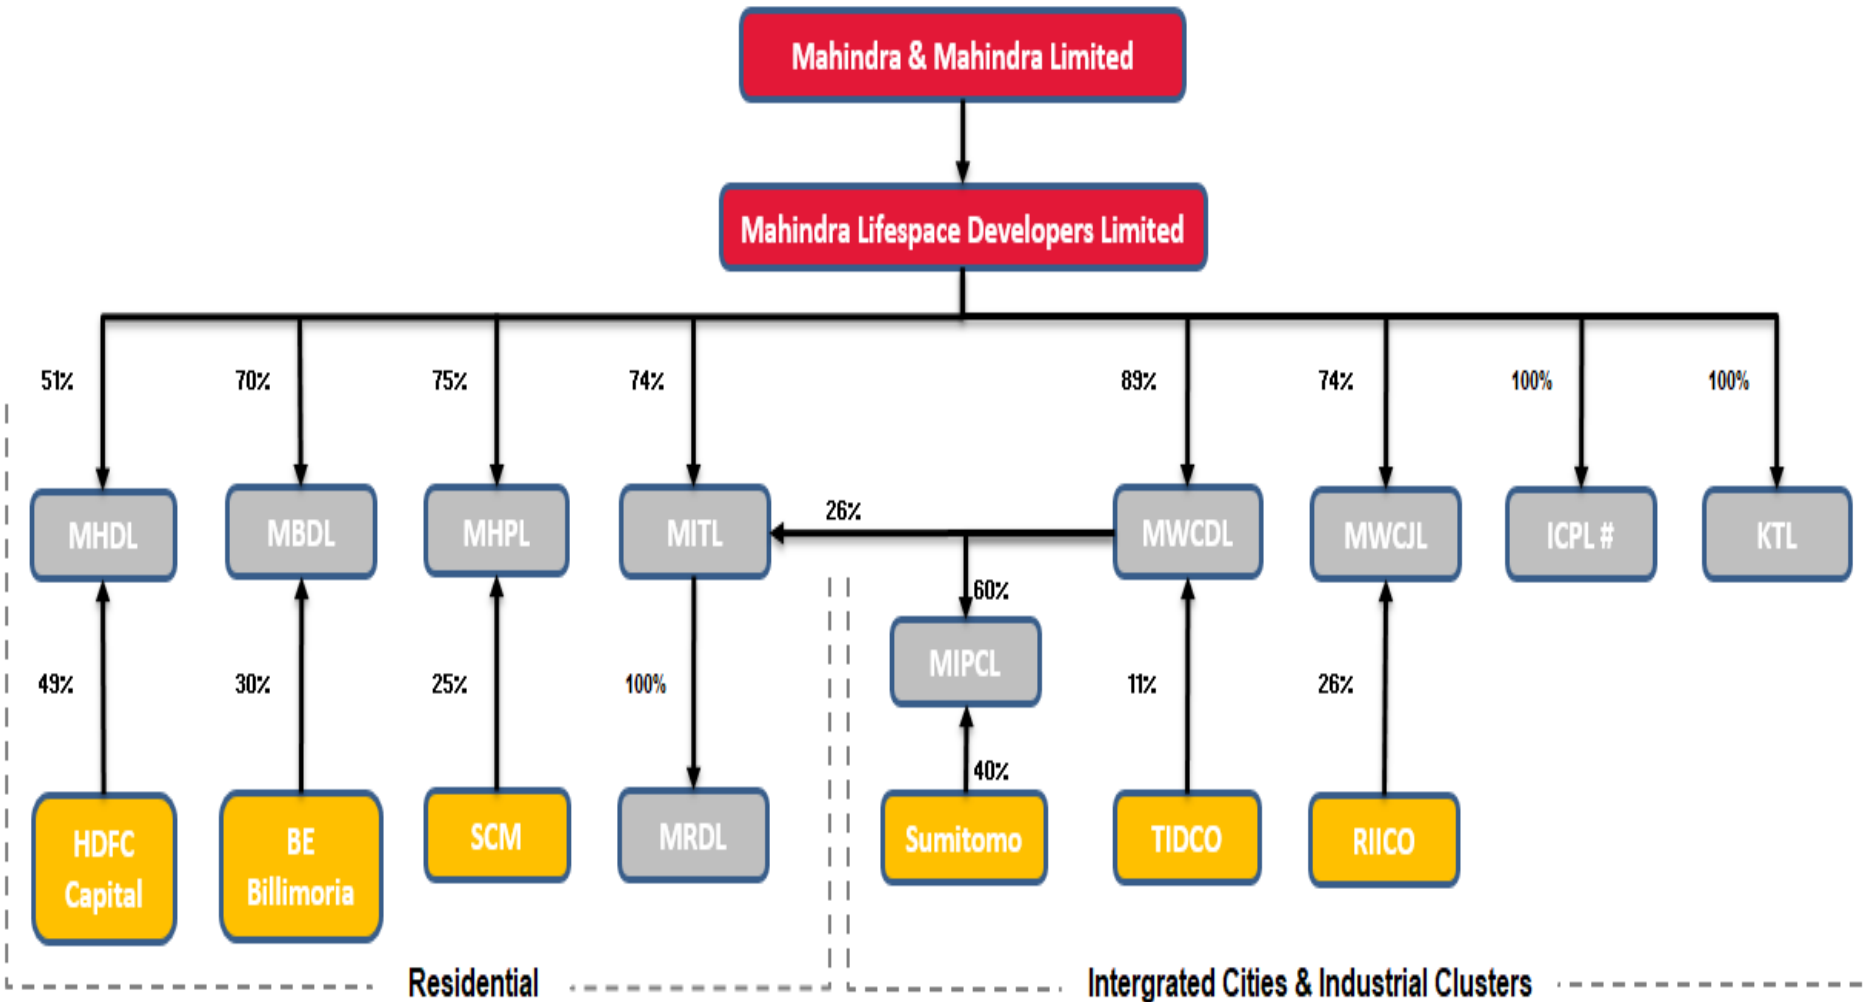 Mahindra & Mahindra Limited
Mahindra Lifespace Developers Limited
51%
70%
75%
74%
89%
74%
100%
100%
MHDL
MBDL
MHPL
MITL
26%
MWCDL
MWCJL
ICPL #
KTL
60%
MIPCL
49%
30%
25%
100%
11%
26%
40%
HDFC
Capital
BE
Billimoria
SCM
MRDL
Sumitomo
TIDCO
RIICO
Residential
Intergrated Cities & Industrial Clusters